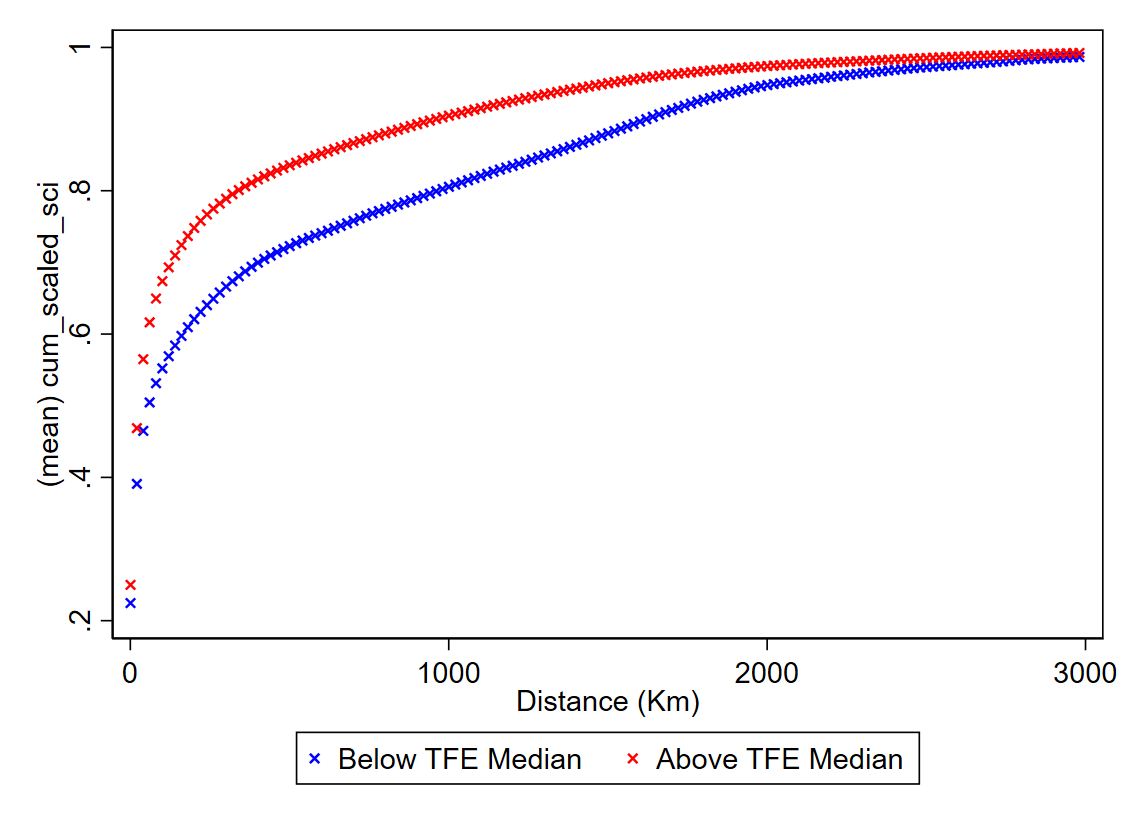 1
.8
.6
.4
.2
(mean) cum_scaled_sci
0 1000 2000 3000
Distance (Km)
Below TFE Median Above TFE Median